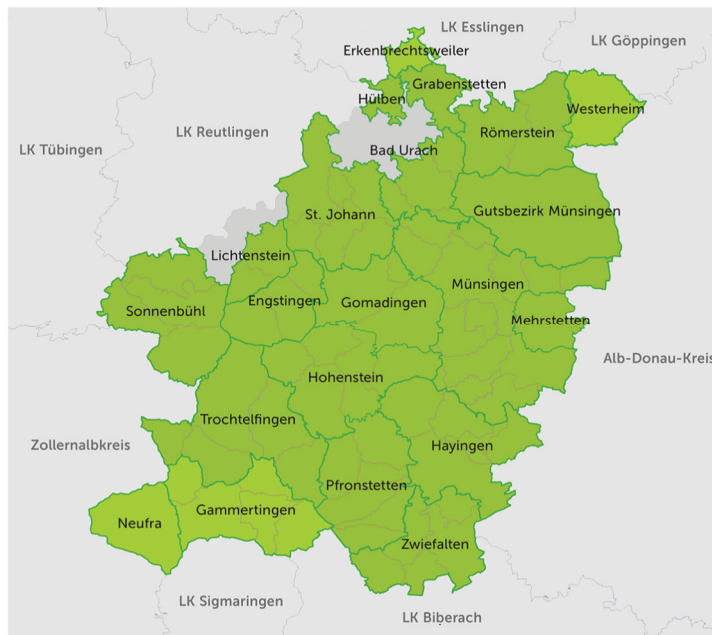 LK Esslingen
LK Göppingen
Erkenbrechtsweiler
Grabenstetten
Hülben
Westerheim
LK Reutlingen
Römerstein
LK Tübingen
Bad Urach
St. Johann
Gutsbezirk Münsingen
Lichtenstein
Münsingen
Engstingen
Gomadingen
Sonnenbühl
Mehrstetten
Alb-Donau-Kreis
Hohenstein
Trochtelfingen
Zollernalbkreis
Hayingen
Pfronstetten
Gammertingen
Neufra
Zwiefalten
LK Sigmaringen
LK Biberach